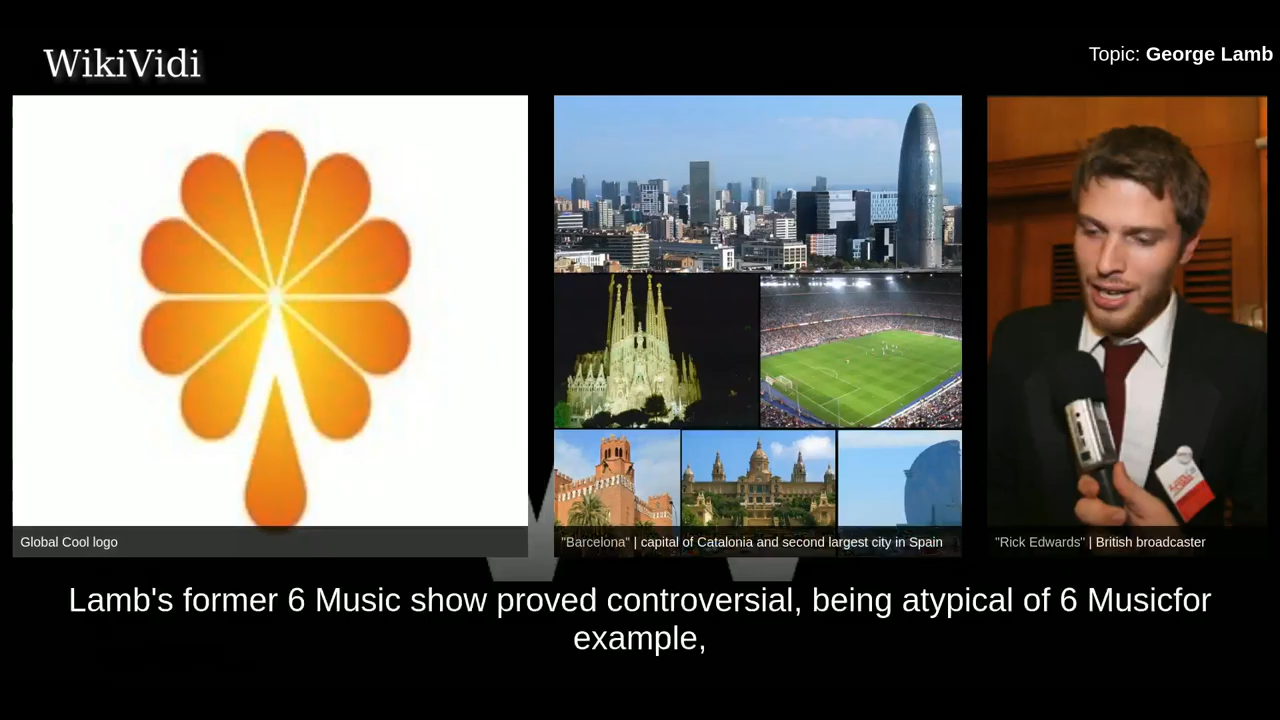 WikiVidi
Topic: George Lamb
Global Cool logo
"Barcelona" | capital of Catalonia and second largest city in Spain
"Rick Edwards" | British broadcaster
Lamb's former 6 Music show proved controversial, being atypical of 6 Musicfor
example,